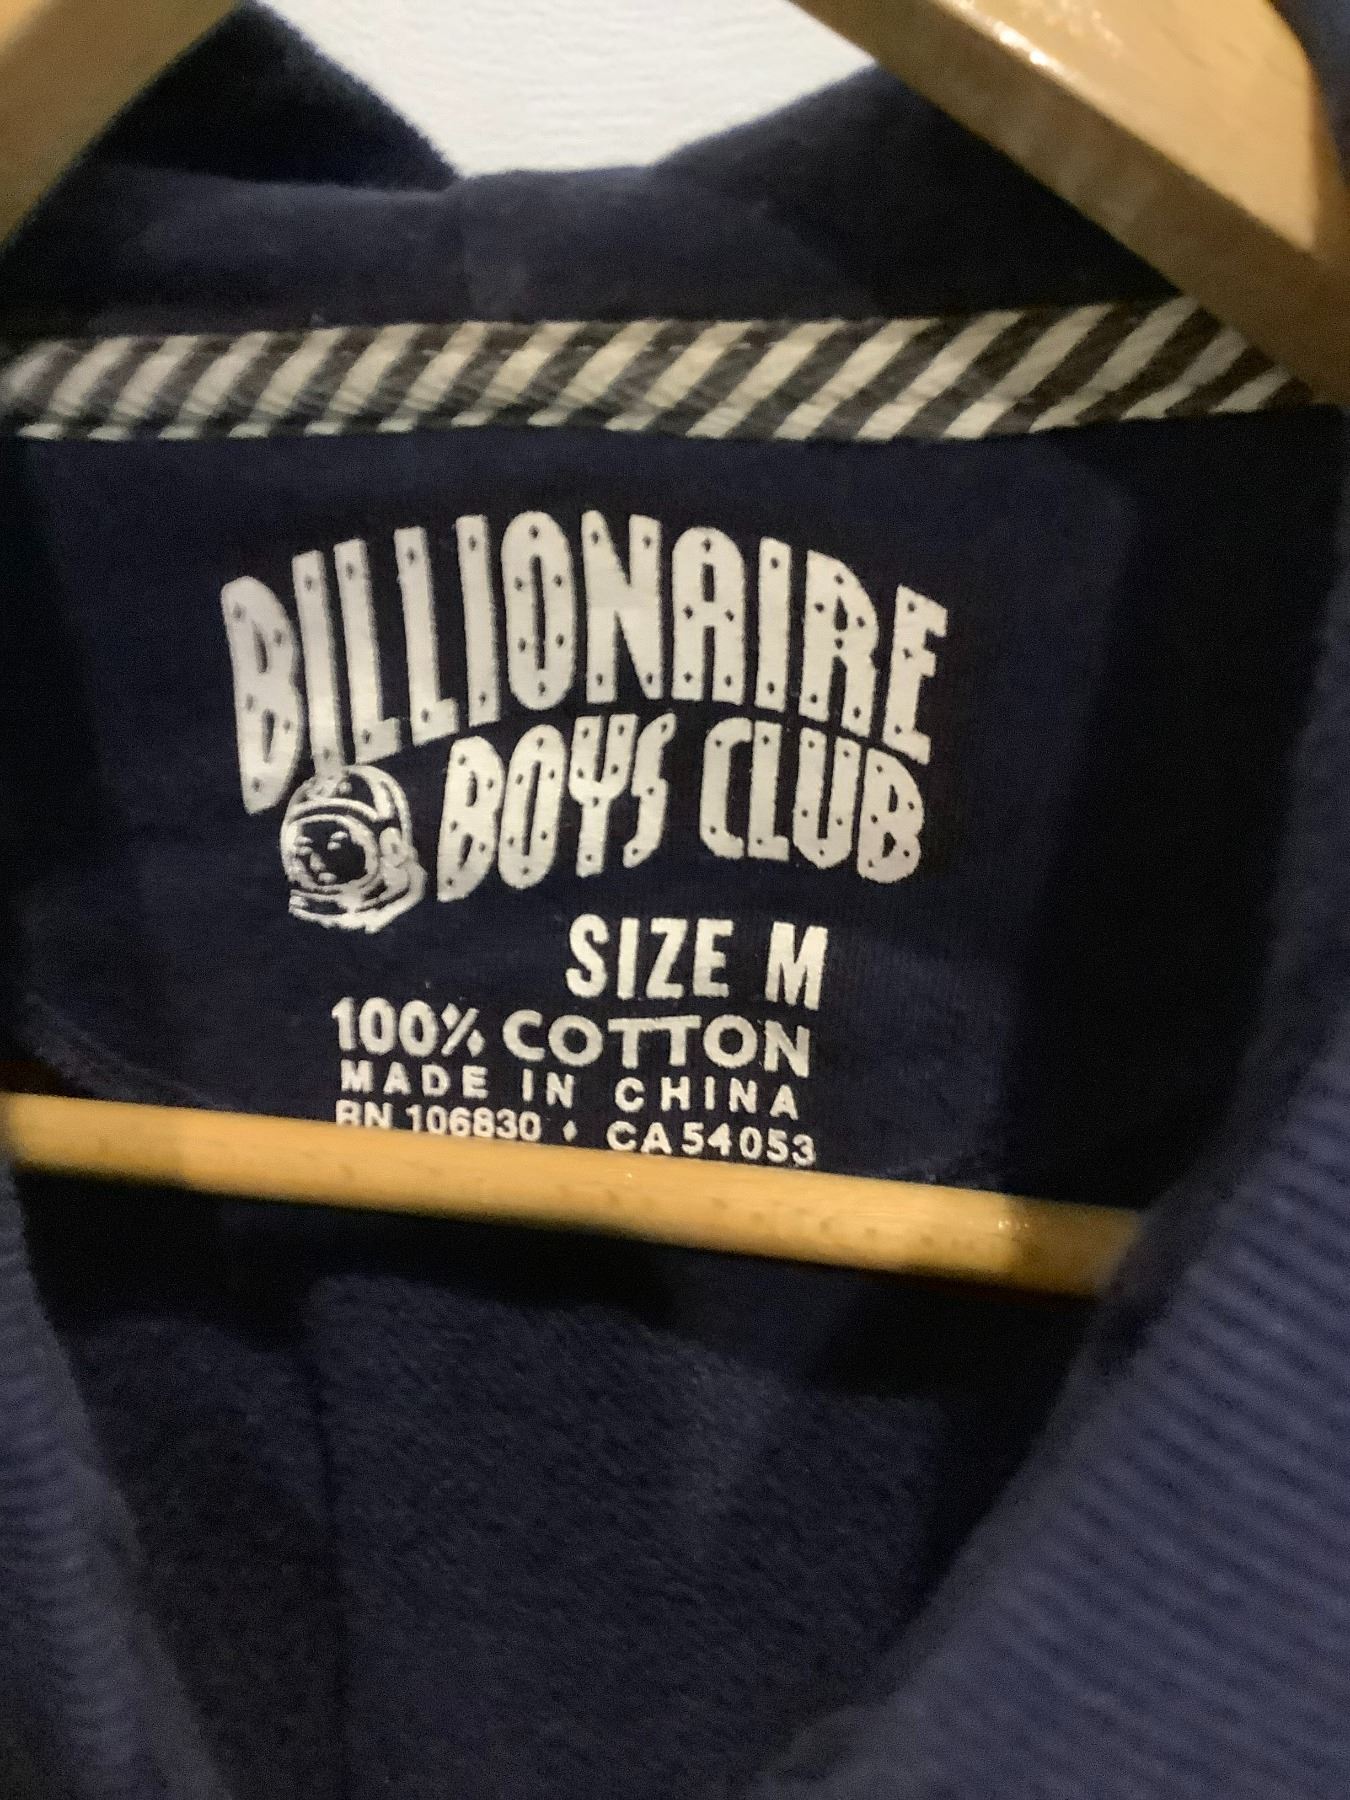 BILLIONAIRE
BOYS CLUB
SIZE M
100% COTTON
MADE IN CHINA
RN 106830 ♦ CA54053